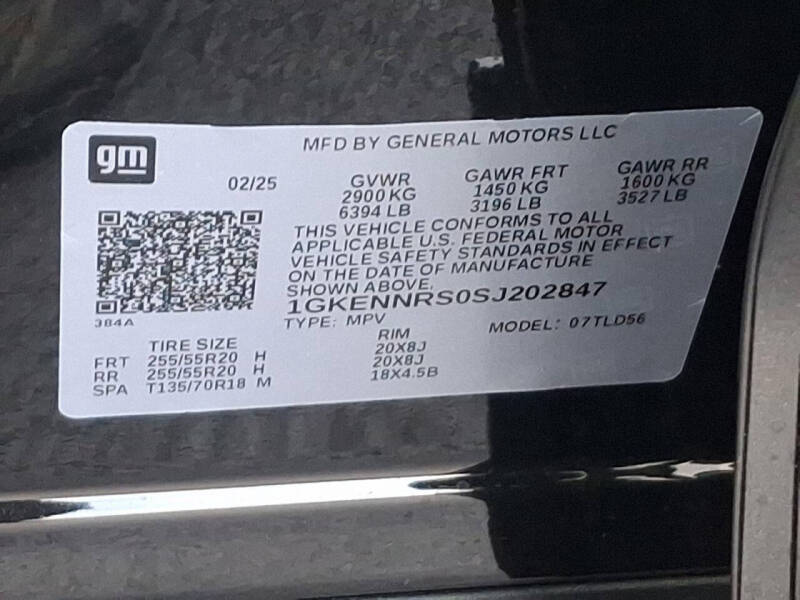 gm
MFD BY GENERAL MOTORS LLC
02/25 GVWR GAWR FRT GAWR RR
2900 KG 1450 KG 1600 KG
6394 LB 3196 LB 3527 LB
THIS VEHICLE CONFORMS TO ALL
APPLICABLE U.S. FEDERAL MOTOR
VEHICLE SAFETY STANDARDS IN EFFECT
ON THE DATE OF MANUFACTURE
SHOWN ABOVE.
1GKENNRS0SJ202847
384A
TYPE: MPV MODEL: 07TLD56
TIRE SIZE RIM
FRT 255/55R20 H 20X8J
RR 255/55R20 H 20X8J
SPA T135/70R18 M 18X4.5B